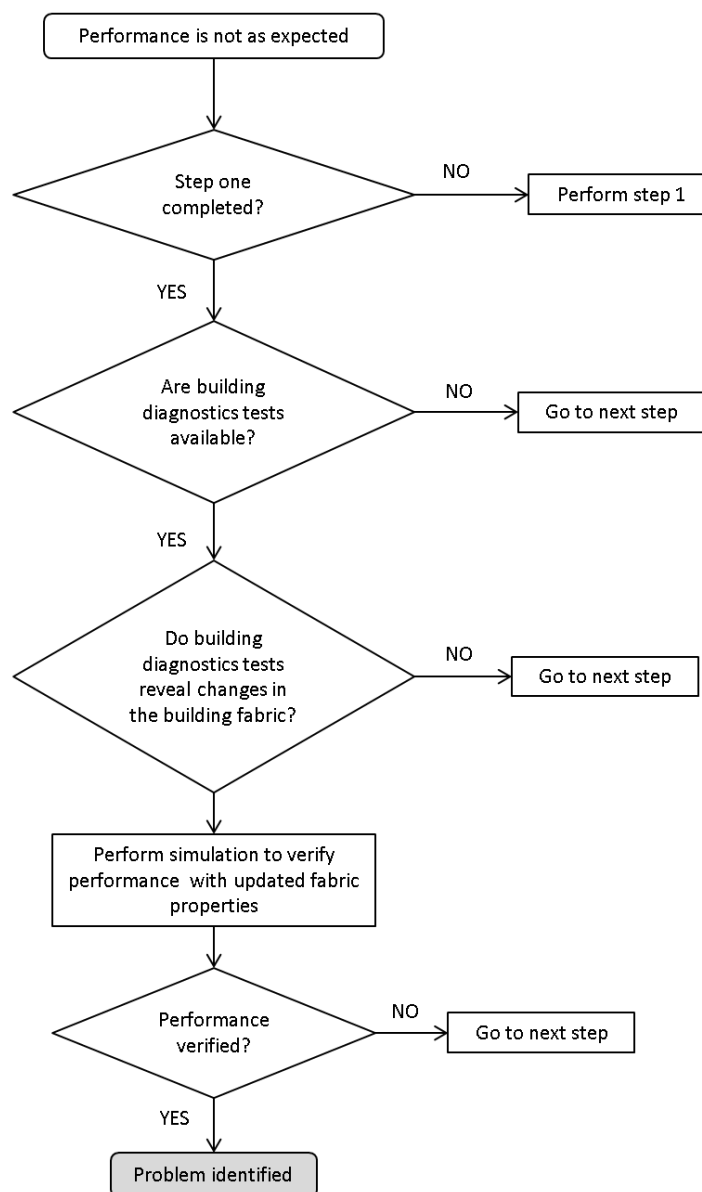 Performance is not as expected
Step one
completed?
NO
Perform step 1
YES
Are building
diagnostics tests
available?
NO
Go to next step
YES
Do building
diagnostics tests
reveal changes in
the building fabric?
NO
Go to next step
Perform simulation to verify
performance with updated fabric
properties
Performance
verified?
NO
Go to next step
YES
Problem identified